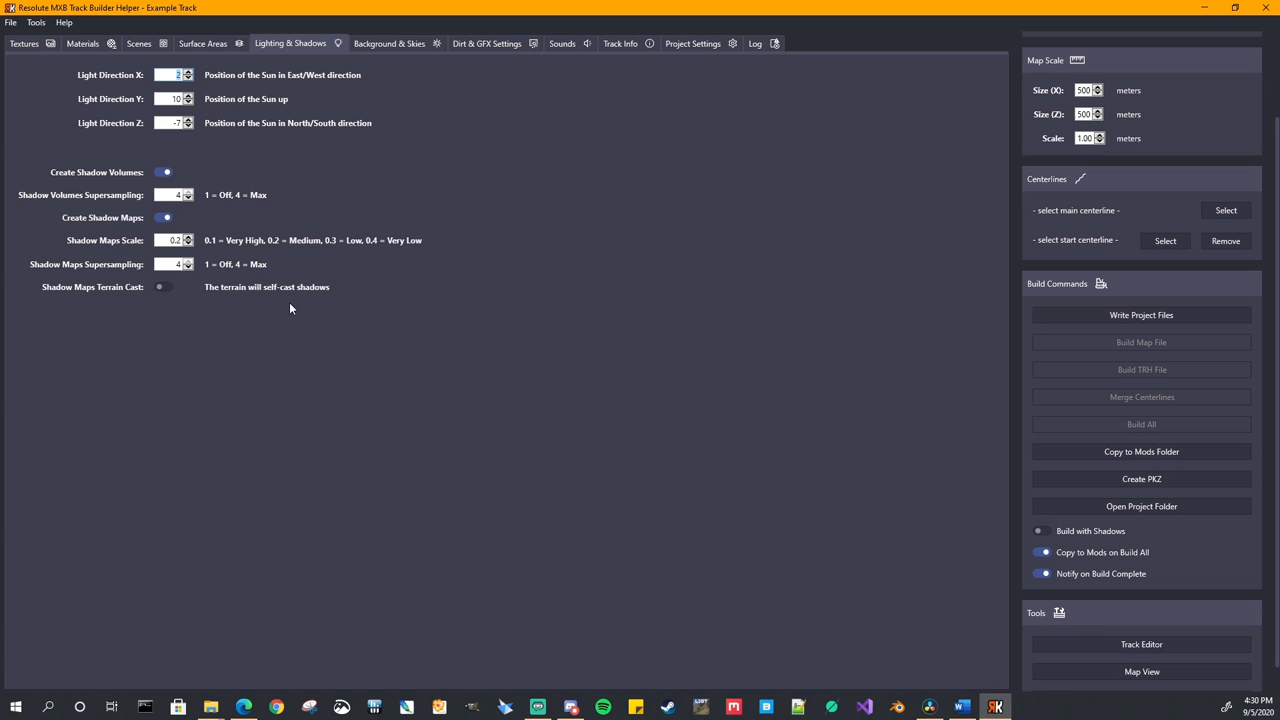 Resolute MXB Track Builder Helper - Example Track
File Tools Help
Textures Materials Scenes Surface Areas Lighting & Shadows Background & Skies Dirt & GFX Settings Sounds Track Info Project Settings Log
Light Direction X: 2 Position of the Sun in East/West direction
Light Direction Y: 10 Position of the Sun up
Light Direction Z: -7 Position of the Sun in North/South direction
Create Shadow Volumes:
Shadow Volumes Supersampling: 4 1 = Off, 4 = Max
Create Shadow Maps:
Shadow Maps Scale: 0.2 0.1 = Very High, 0.2 = Medium, 0.3 = Low, 0.4 = Very Low
Shadow Maps Supersampling: 4 1 = Off, 4 = Max
Shadow Maps Terrain Cast: The terrain will self-cast shadows
Map Scale
Size (X): 500 meters
Size (Z): 500 meters
Scale: 1.00 meters
Centerlines
- select main centerline - Select
- select start centerline - Select Remove
Build Commands
Write Project Files
Build Map File
Build TRH File
Merge Centerlines
Build All
Copy to Mods Folder
Create PKZ
Open Project Folder
Build with Shadows
Copy to Mods on Build All
Notify on Build Complete
Tools
Track Editor
Map View
4:30 PM
9/5/2020